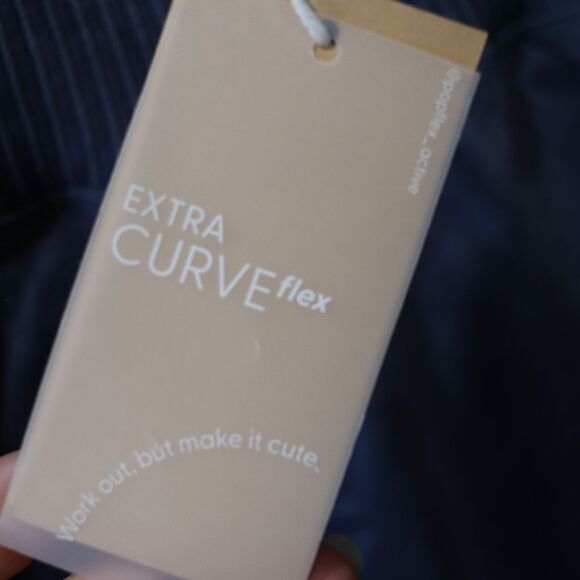 @popflex_active
EXTRA
CURVE flex
Work out, but make it cute.